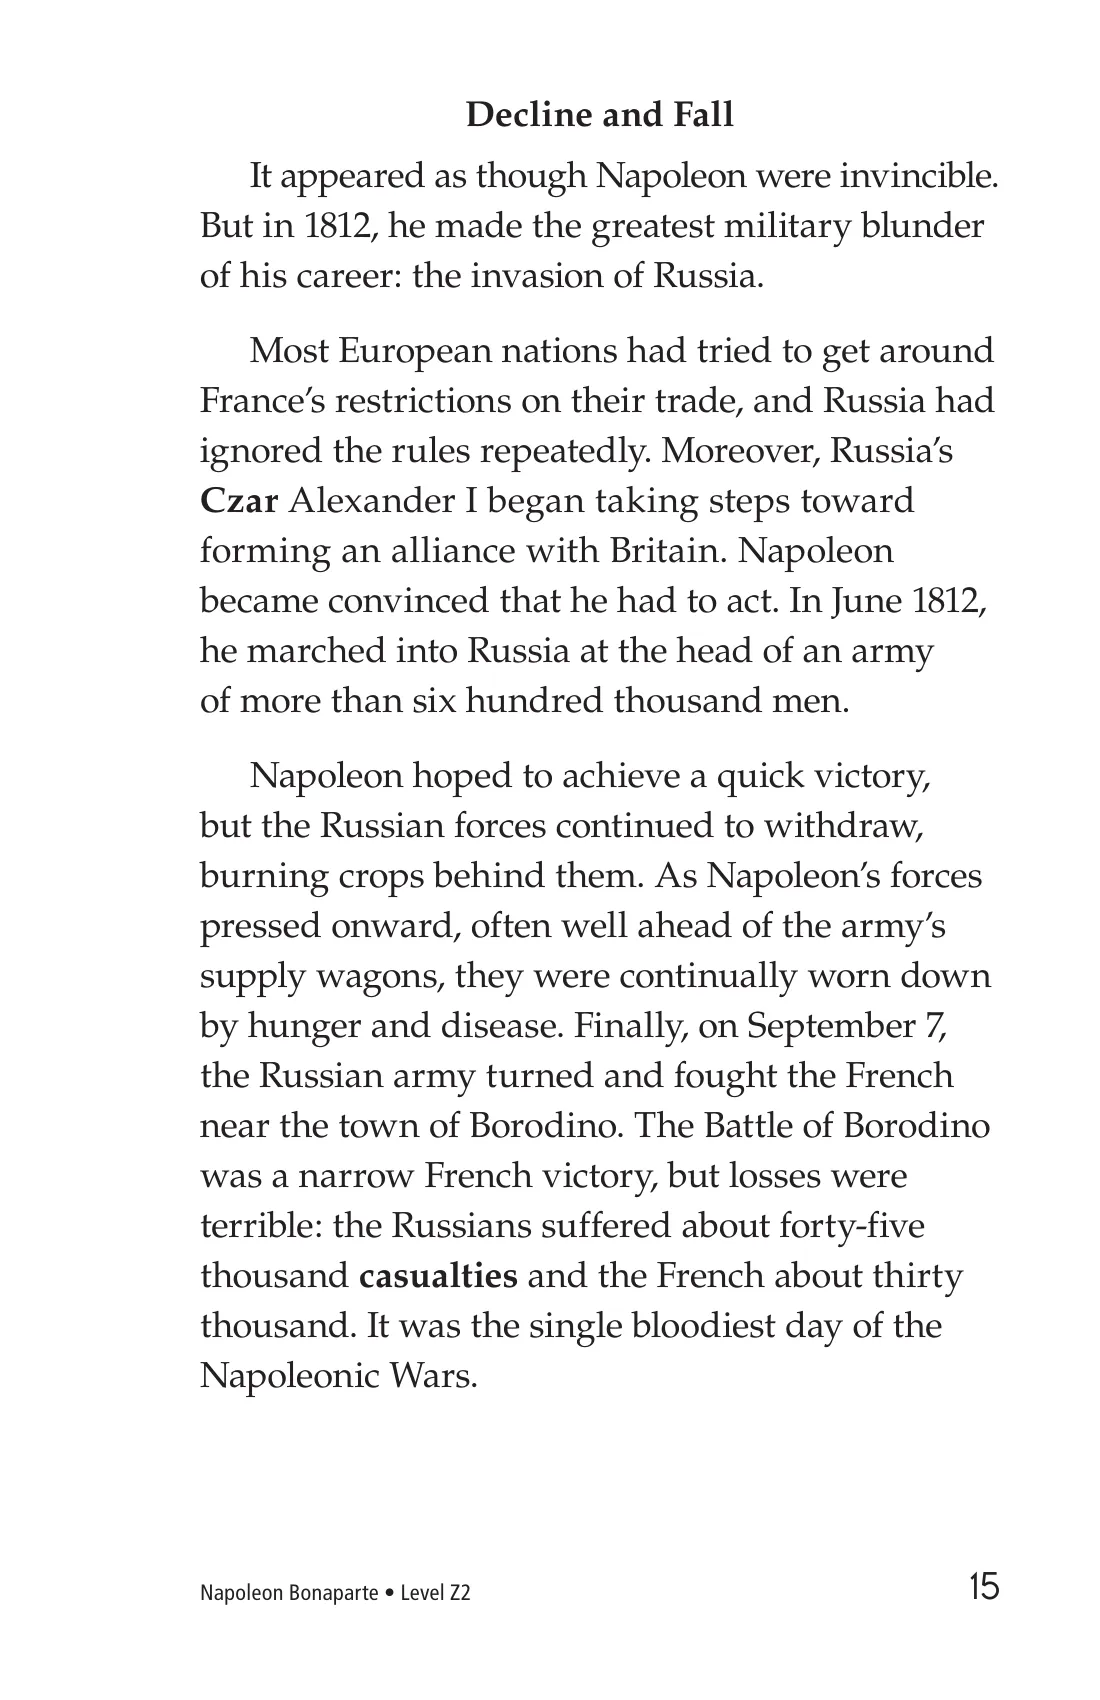 Decline and Fall
It appeared as though Napoleon were invincible.
But in 1812, he made the greatest military blunder
of his career: the invasion of Russia.
Most European nations had tried to get around
France’s restrictions on their trade, and Russia had
ignored the rules repeatedly. Moreover, Russia’s
Czar Alexander I began taking steps toward
forming an alliance with Britain. Napoleon
became convinced that he had to act. In June 1812,
he marched into Russia at the head of an army
of more than six hundred thousand men.
Napoleon hoped to achieve a quick victory,
but the Russian forces continued to withdraw,
burning crops behind them. As Napoleon’s forces
pressed onward, often well ahead of the army’s
supply wagons, they were continually worn down
by hunger and disease. Finally, on September 7,
the Russian army turned and fought the French
near the town of Borodino. The Battle of Borodino
was a narrow French victory, but losses were
terrible: the Russians suffered about forty-five
thousand casualties and the French about thirty
thousand. It was the single bloodiest day of the
Napoleonic Wars.
Napoleon Bonaparte • Level Z2
15